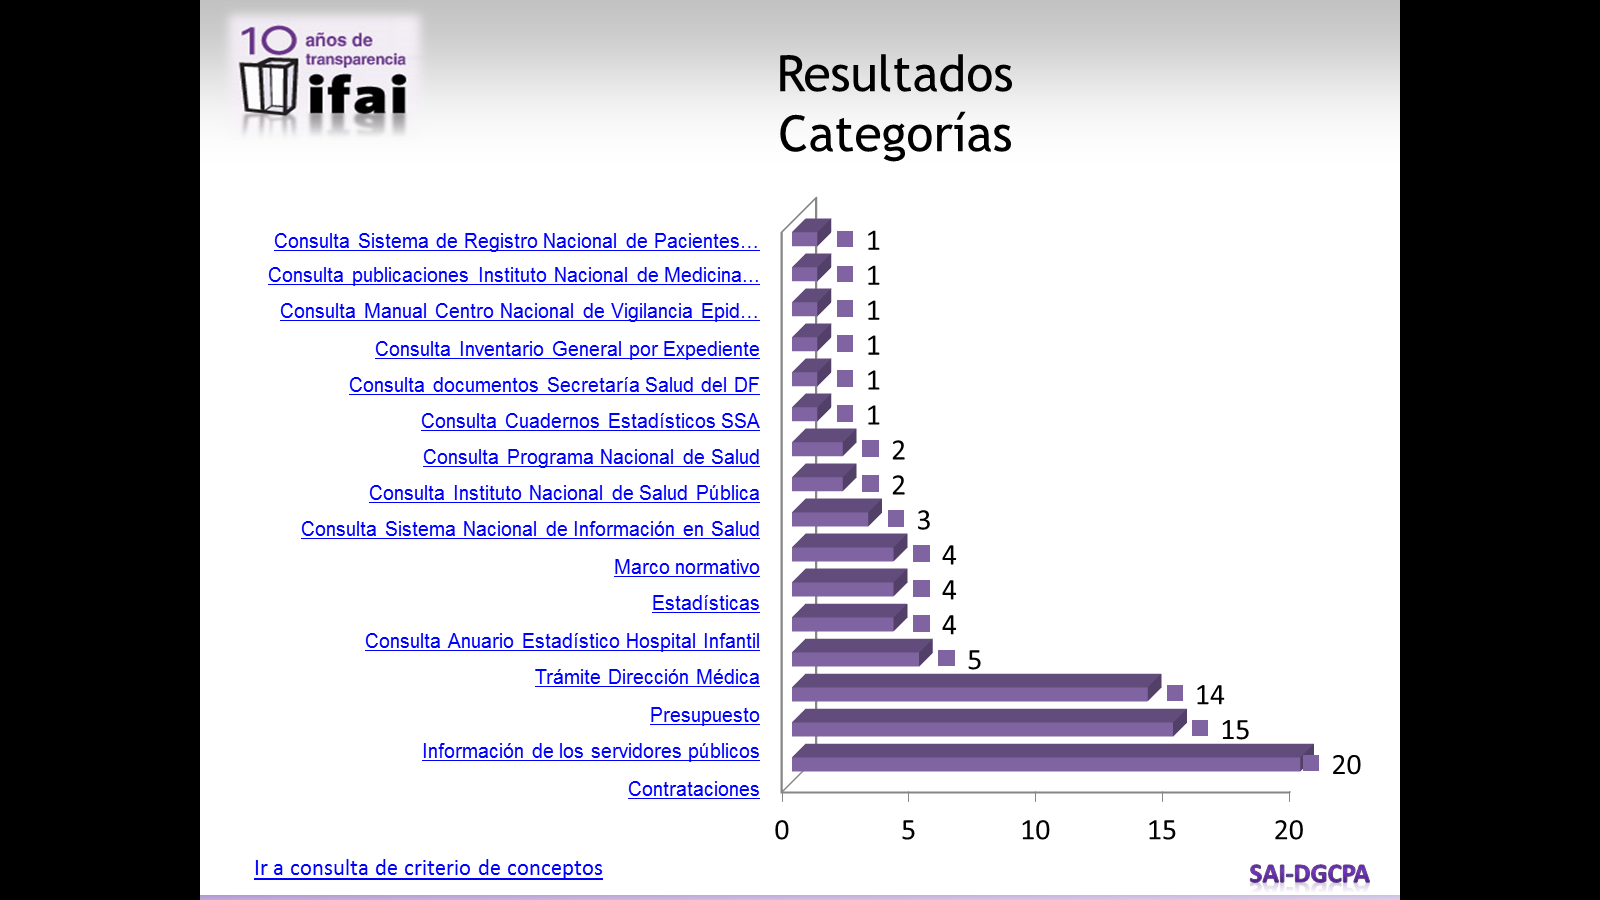 10 años de
transparencia
ifai
Resultados
Categorías
Consulta Sistema de Registro Nacional de Pacientes... 1
Consulta publicaciones Instituto Nacional de Medicina... 1
Consulta Manual Centro Nacional de Vigilancia Epid... 1
Consulta Inventario General por Expediente 1
Consulta documentos Secretaría Salud del DF 1
Consulta Cuadernos Estadísticos SSA 1
Consulta Programa Nacional de Salud 2
Consulta Instituto Nacional de Salud Pública 2
Consulta Sistema Nacional de Información en Salud 3
Marco normativo 4
Estadísticas 4
Consulta Anuario Estadístico Hospital Infantil 4
Trámite Dirección Médica 5
Presupuesto 14
Información de los servidores públicos 15
Contrataciones 20
0 5 10 15 20
Ir a consulta de criterio de conceptos
SAI-DGCPA